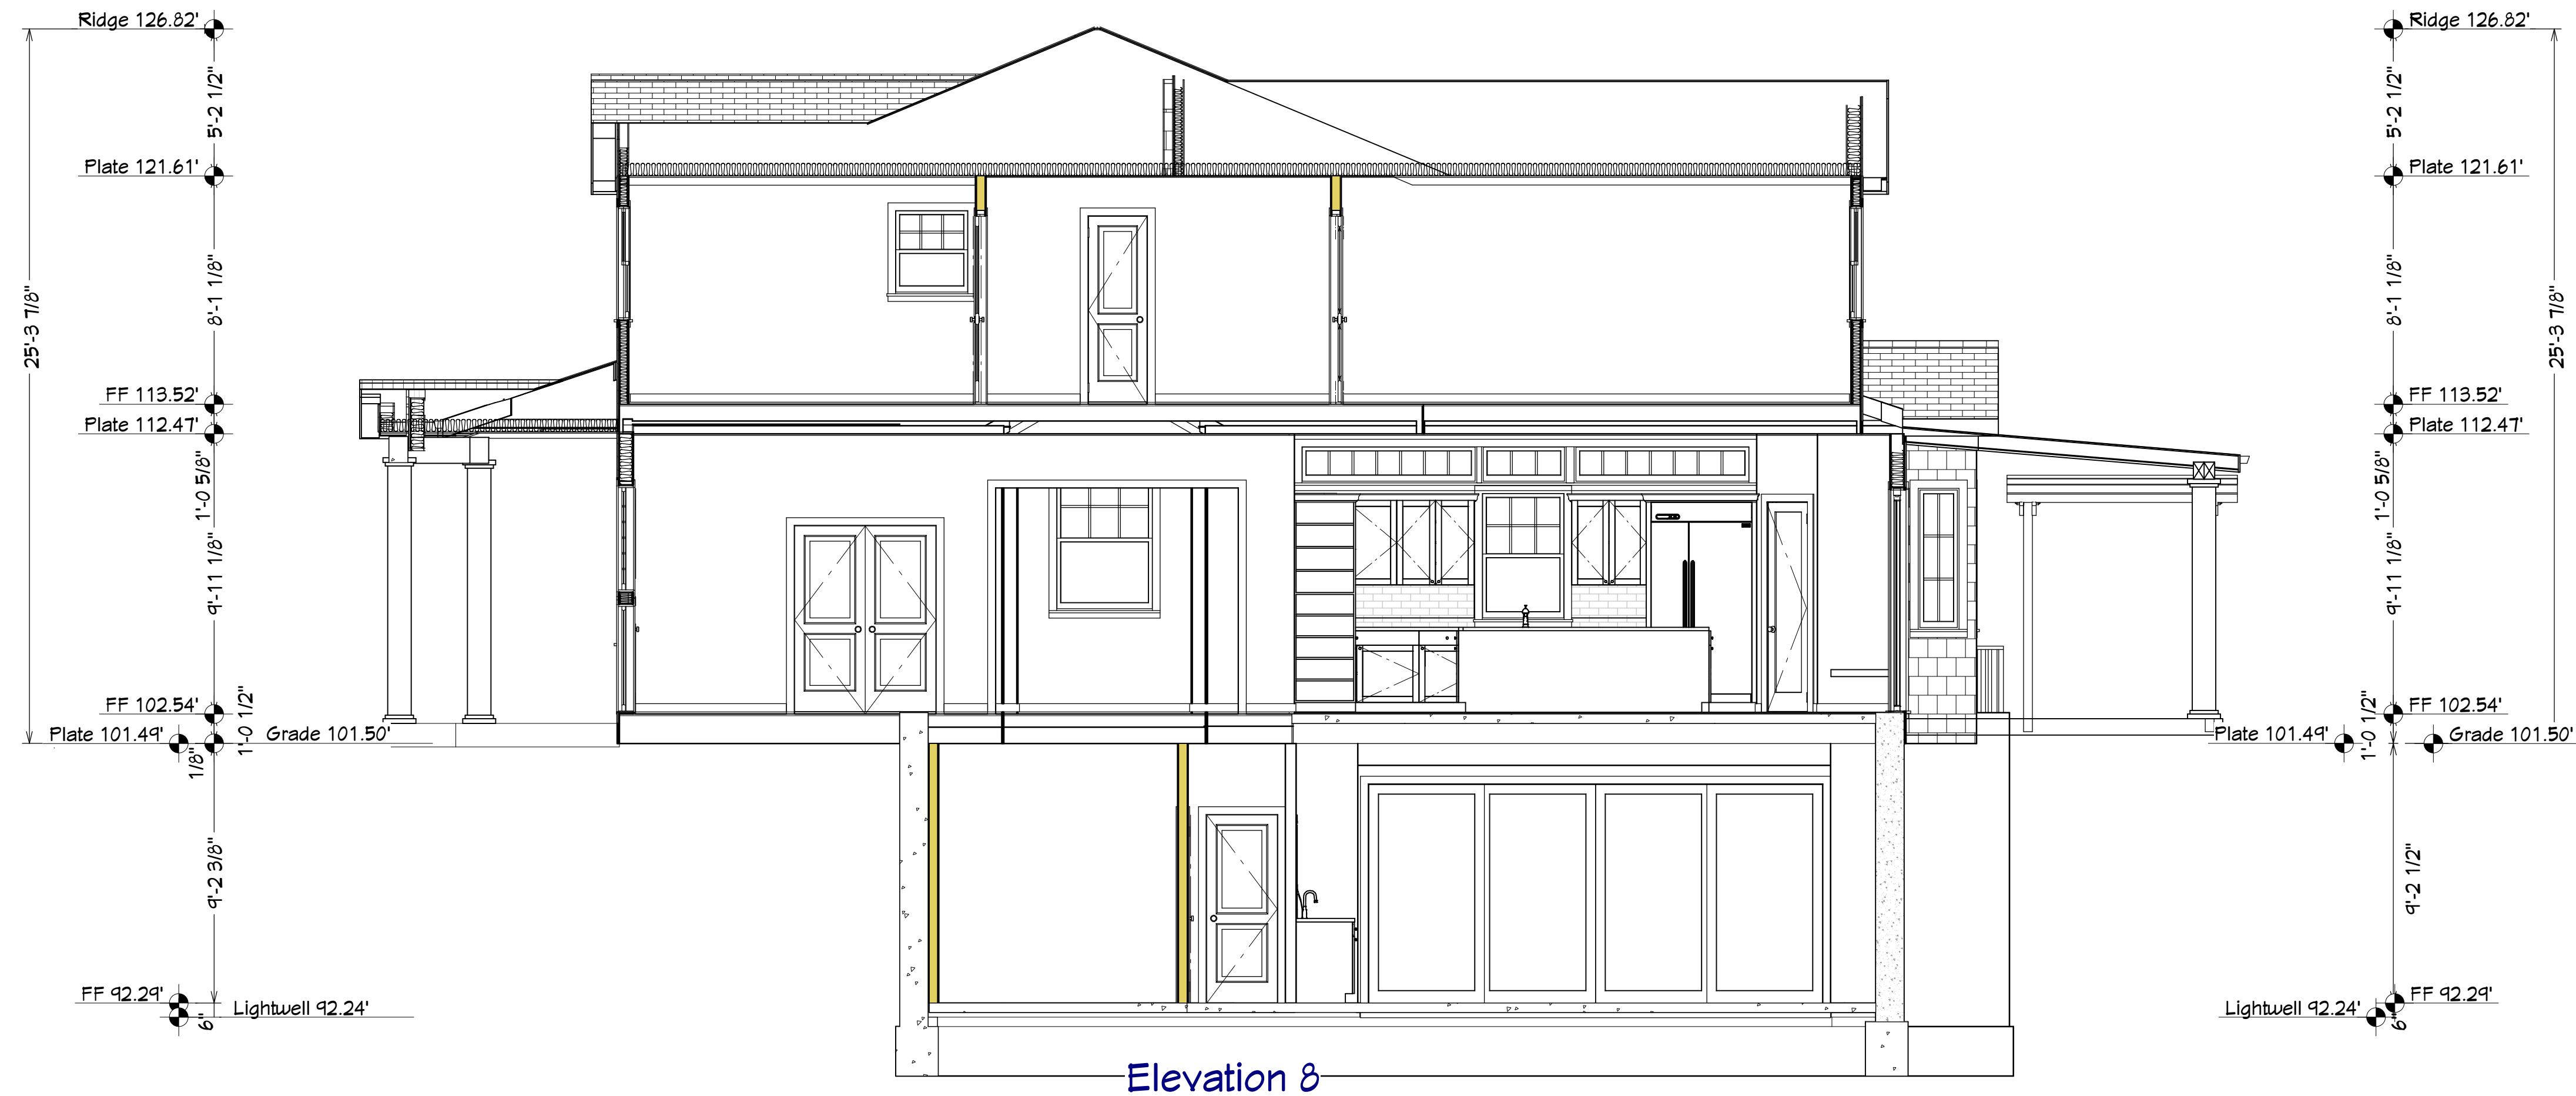 Ridge 126.82'
Ridge 126.82'
5'-2 1/2"
5'-2 1/2"
Plate 121.61'
Plate 121.61'
25'-3 7/8"
8'-1 1/8"
8'-1 1/8"
25'-3 7/8"
FF 113.52'
FF 113.52'
Plate 112.47'
Plate 112.47'
1'-0 5/8"
1'-0 5/8"
9'-11 1/8"
9'-11 1/8"
FF 102.54'
FF 102.54'
1'-0 1/2"
1'-0 1/2"
Plate 101.49'
Grade 101.50'
Plate 101.49'
Grade 101.50'
1/8"
9'-2 3/8"
9'-2 1/2"
FF 92.29'
FF 92.29'
Lightwell 92.24'
Lightwell 92.24'
6"
6"
Elevation 8